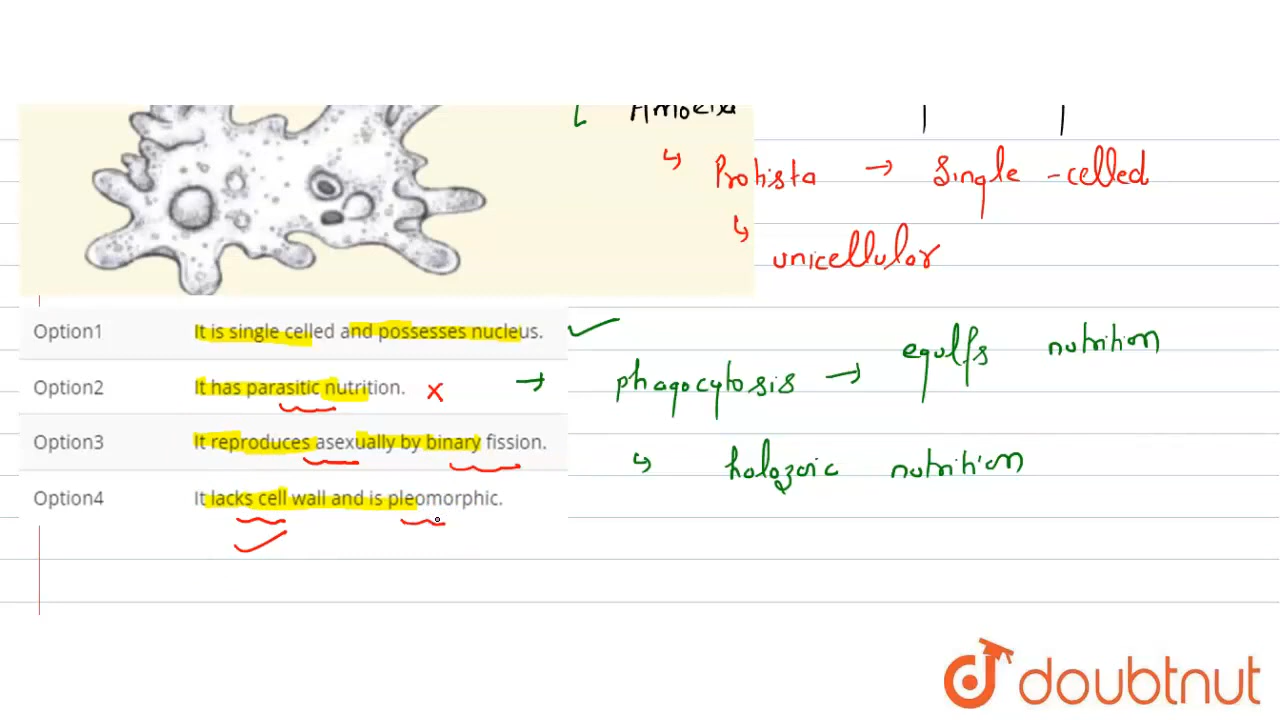 Amoeba
Protista → Single-celled
unicellular
Option1 It is single celled and possesses nucleus.
Option2 It has parasitic nutrition. x → phagocytosis → egulfs nutrition
Option3 It reproduces asexually by binary fission.
holozoic nutrition
Option4 It lacks cell wall and is pleomorphic.
doubtnut